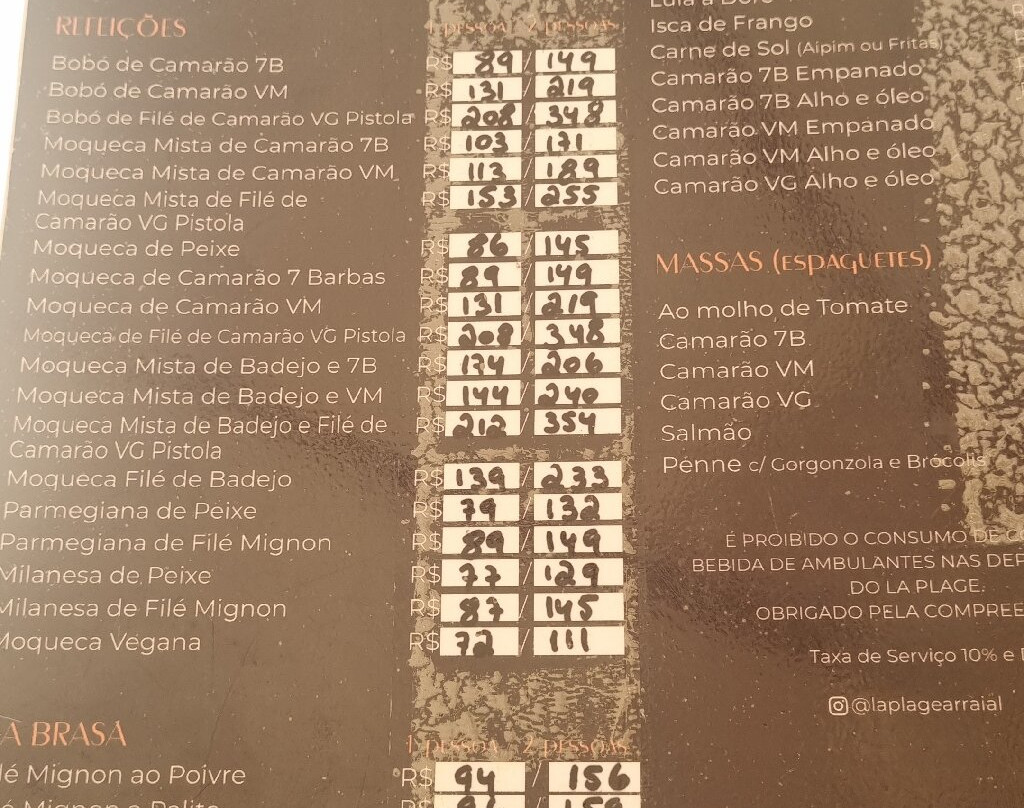 REFEIÇÕES 1 PESSOA 2 PESSOAS
Bobó de Camarão 7B R$ 89 / 149
Bobó de Camarão VM R$ 131 / 219
Bobó de Filé de Camarão VG Pistola R$ 208 / 348
Moqueca Mista de Camarão 7B R$ 103 / 171
Moqueca Mista de Camarão VM R$ 113 / 189
Moqueca Mista de Filé de R$ 153 / 255
Camarão VG Pistola
Moqueca de Peixe R$ 86 / 145
Moqueca de Camarão 7 Barbas R$ 89 / 149
Moqueca de Camarão VM R$ 131 / 219
Moqueca de Filé de Camarão VG Pistola R$ 208 / 348
Moqueca Mista de Badejo e 7B R$ 174 / 206
Moqueca Mista de Badejo e VM R$ 144 / 240
Moqueca Mista de Badejo e Filé de R$ 212 / 354
Camarão VG Pistola
Moqueca Filé de Badejo R$ 139 / 233
Parmegiana de Peixe R$ 79 / 132
Parmegiana de Filé Mignon R$ 89 / 149
Milanesa de Peixe R$ 77 / 129
Milanesa de Filé Mignon R$ 87 / 145
Moqueca Vegana R$ 72 / 111
A BRASA 1 PESSOA 2 PESSOAS
lé Mignon ao Poivre R$ 94 / 156
Isca de Frango
Carne de Sol (Aipim ou Fritas)
Camarão 7B Empanado
Camarão 7B Alho e óleo
Camarão VM Empanado
Camarão VM Alho e óleo
Camarão VG Alho e óleo
MASSAS (ESPAGUETES)
Ao molho de Tomate
Camarão 7B
Camarão VM
Camarão VG
Salmão
Penne c/ Gorgonzola e Brócolis
É PROIBIDO O CONSUMO DE
BEBIDA DE AMBULANTES NAS DEP
DO LA PLAGE.
OBRIGADO PELA COMPREE
Taxa de Serviço 10% e
@laplagearraial